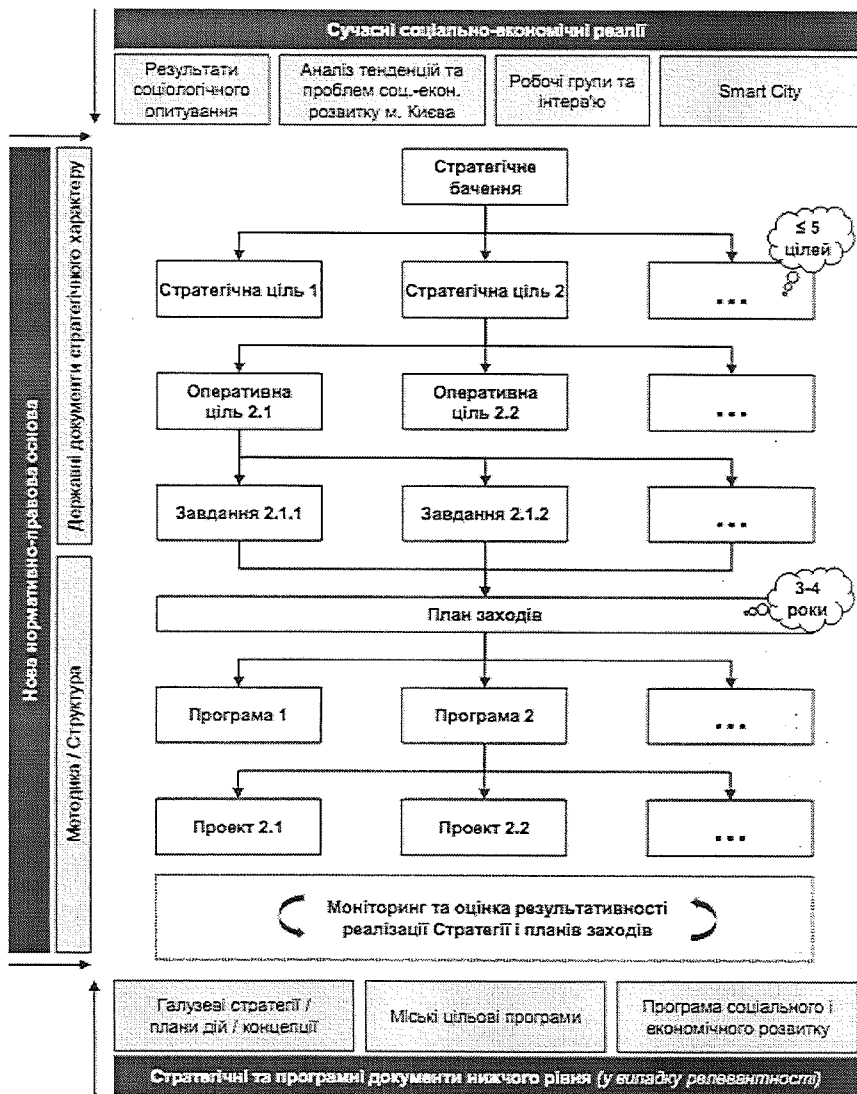 Сучасні соціально-економічні реалії
Результати
соціологічного
опитування
Аналіз тенденцій та
проблем соц.-екон.
розвитку м. Києва
Робочі групи та
інтерв'ю
Smart City
Нова нормативно-правова основа
Державні документи стратегічного характеру
Методика / Структура
Стратегічне
бачення
≤ 5
цілей
Стратегічна ціль 1
Стратегічна ціль 2
...
Оперативна
ціль 2.1
Оперативна
ціль 2.2
...
Завдання 2.1.1
Завдання 2.1.2
...
3-4
роки
План заходів
Програма 1
Програма 2
...
Проект 2.1
Проект 2.2
...
Моніторинг та оцінка результативності
реалізації Стратегії і планів заходів
Галузеві стратегії /
плани дій / концепції
Міські цільові програми
Програма соціального і
економічного розвитку
Стратегічні та програмні документи нижчого рівня (у випадку релевантності)